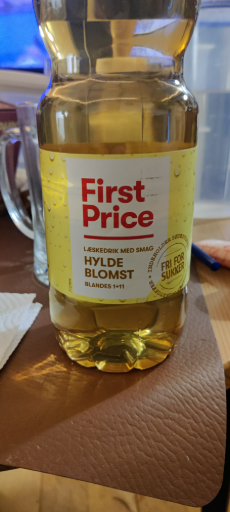 First
Price
LÆSKEDRIK MED SMAG
HYLDE
BLOMST
BLANDES 1+11
FRI FOR
SUKKER